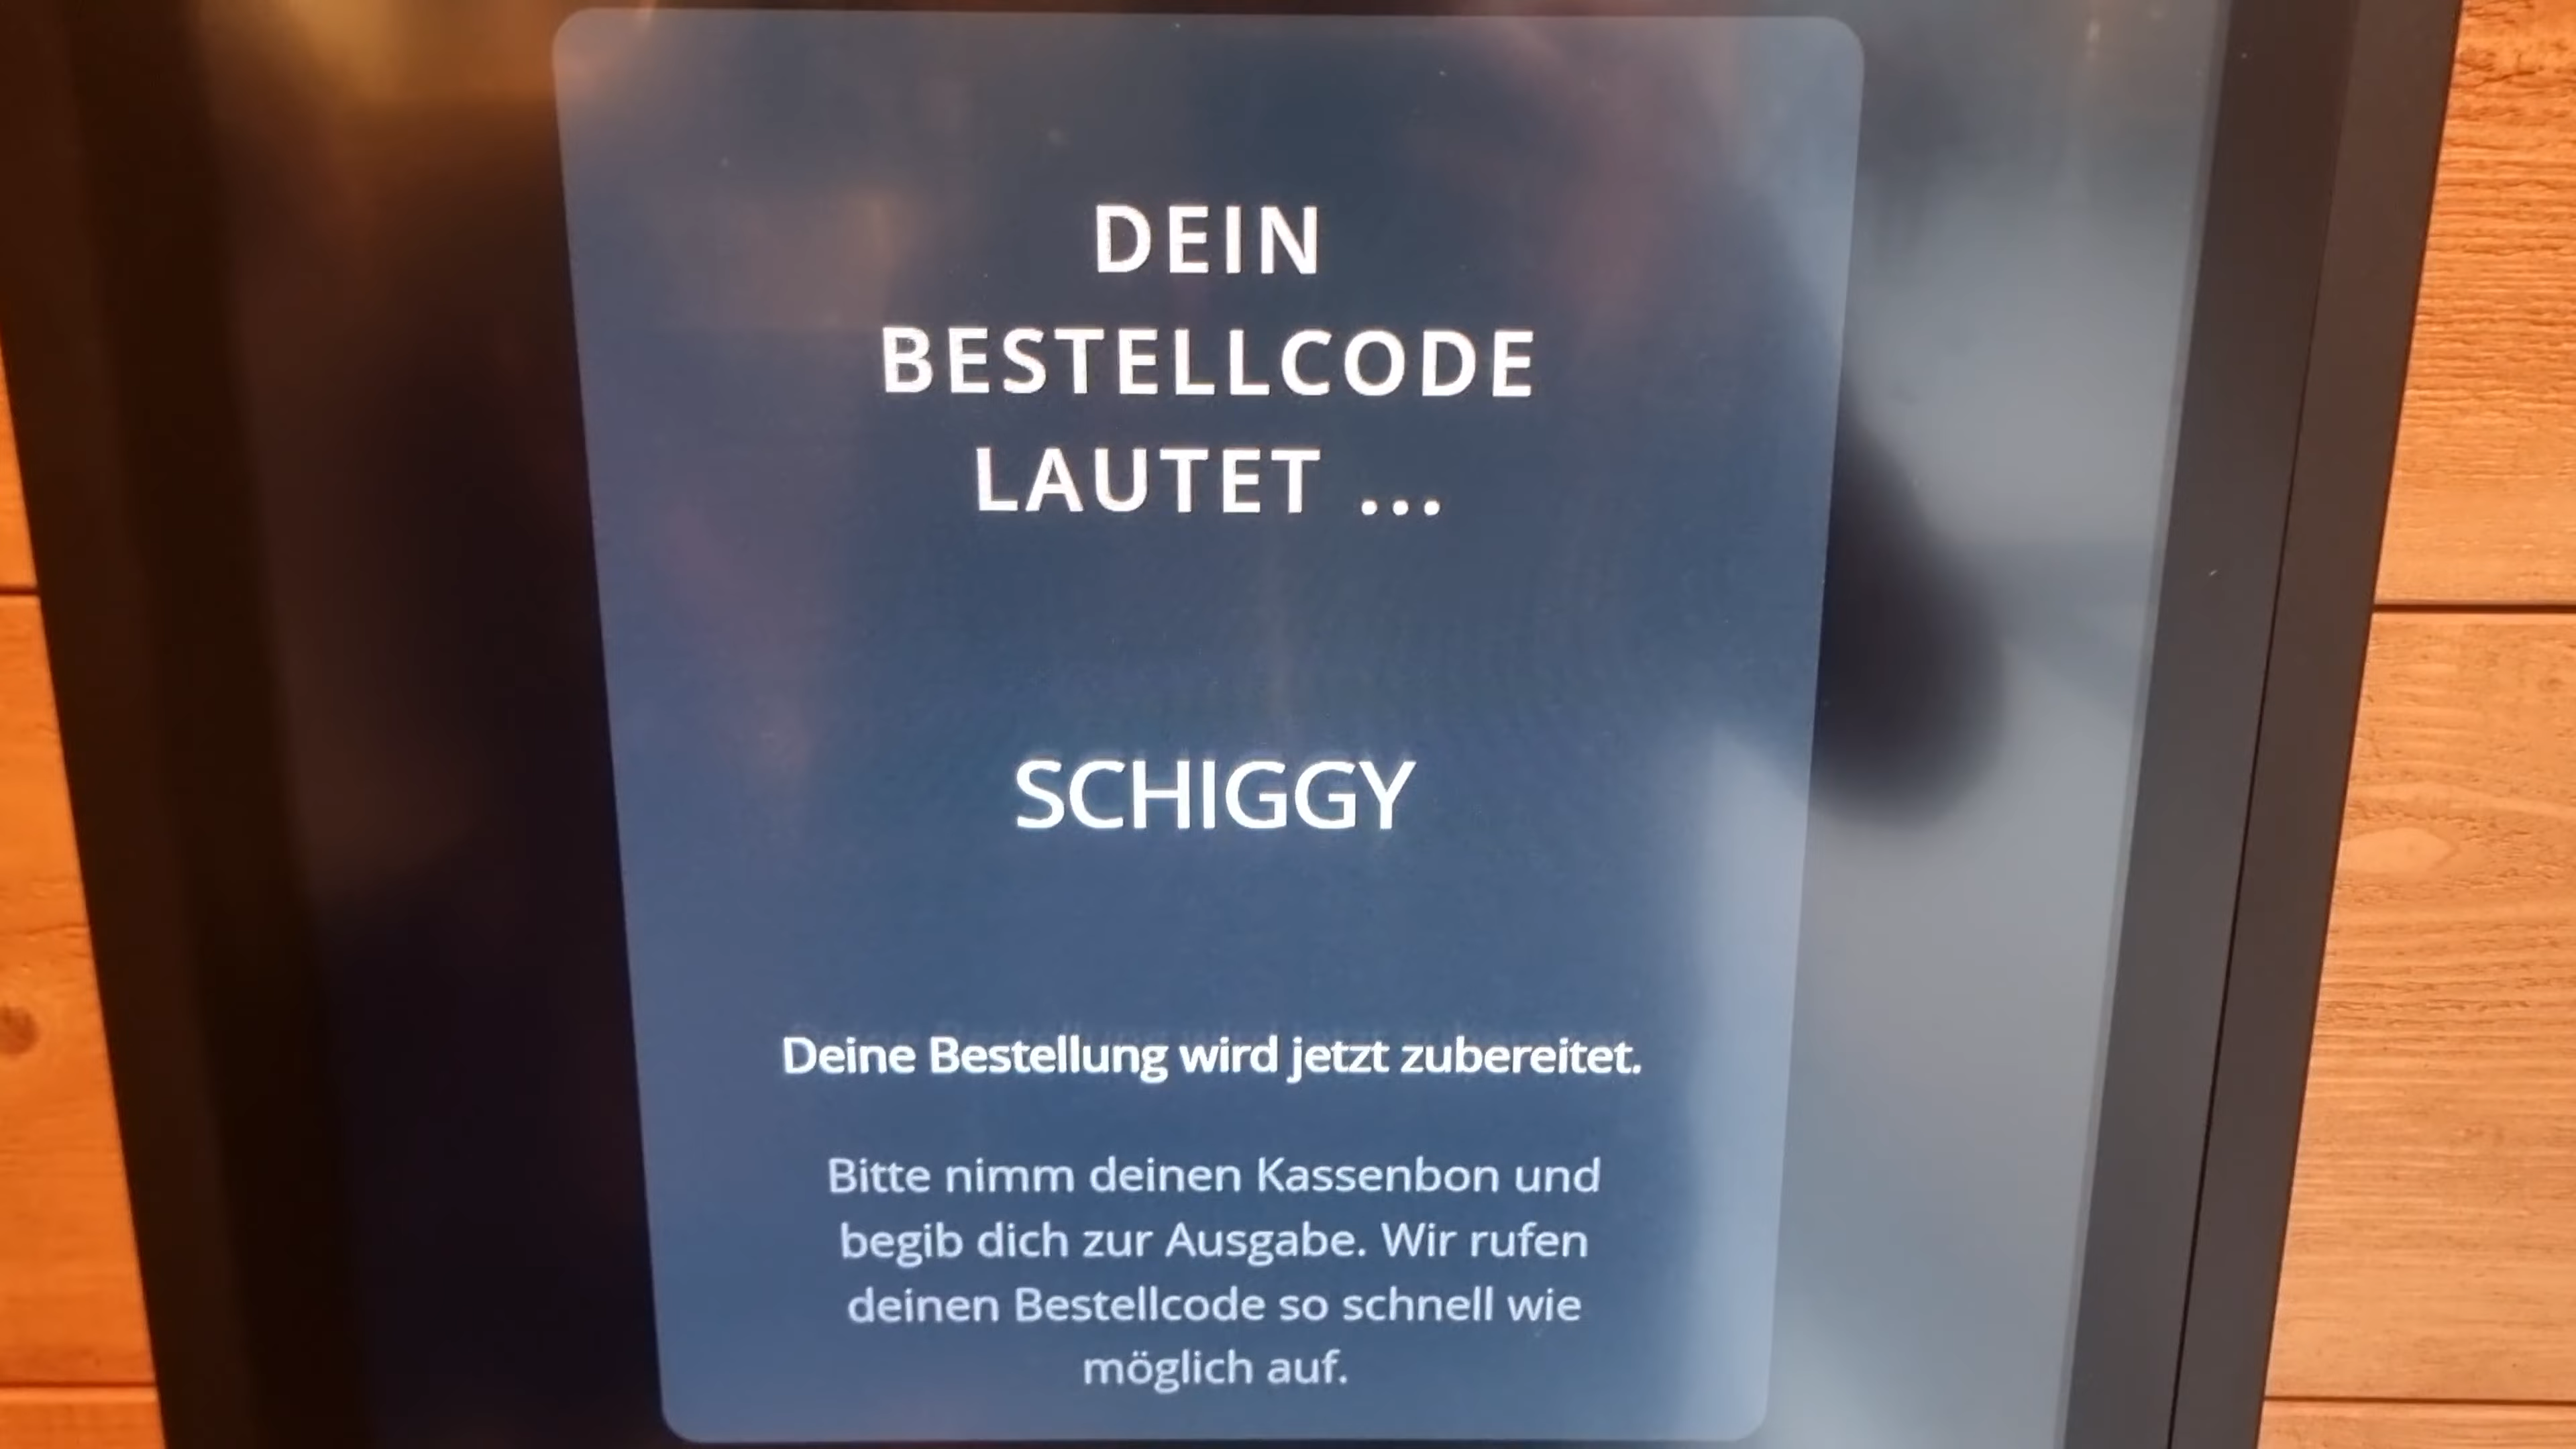 DEIN
BESTELLCODE
LAUTET ...
SCHIGGY
Deine Bestellung wird jetzt zubereitet.
Bitte nimm deinen Kassenbon und
begib dich zur Ausgabe. Wir rufen
deinen Bestellcode so schnell wie
möglich auf.